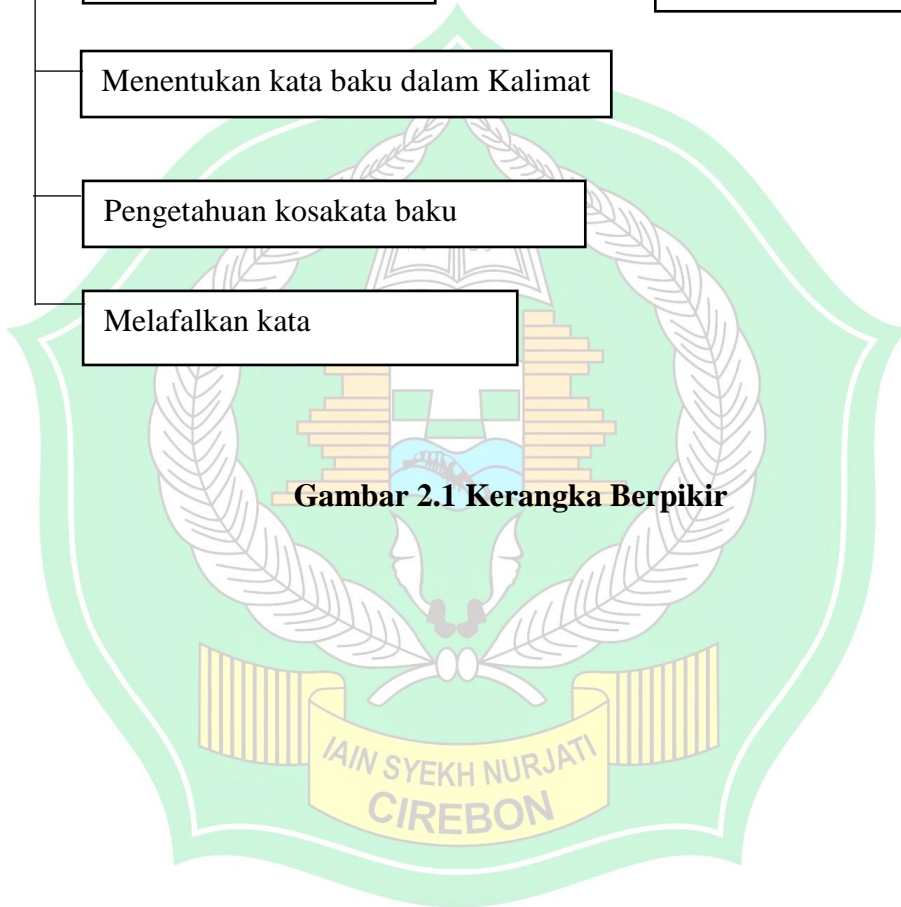 Menentukan kata baku dalam Kalimat
Pengetahuan kosakata baku
Melafalkan kata
Gambar 2.1 Kerangka Berpikir
IAIN SYEKH NURJATI
CIREBON